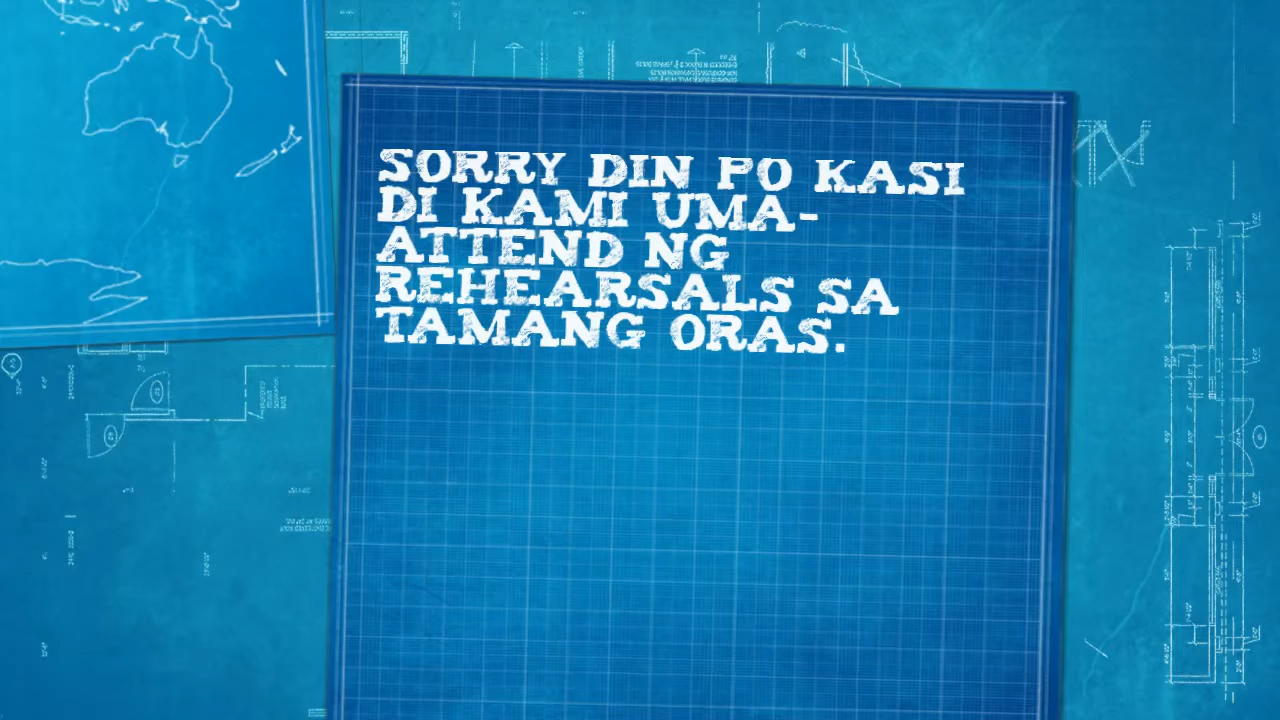 SORRY DIN PO KASI
DI KAMI UMA-
ATTEND NG
REHEARSALS SA
TAMANG ORAS.